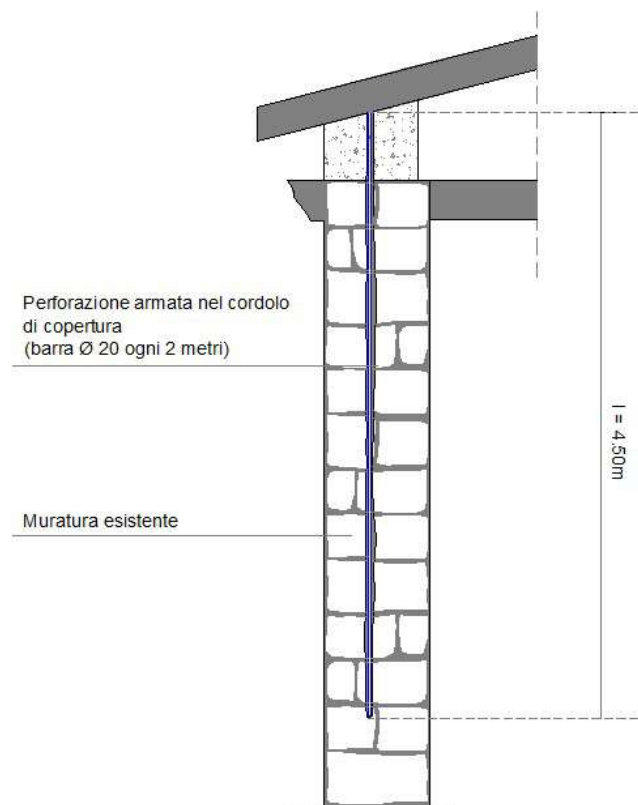 Perforazione armata nel cordolo
di copertura
(barra Ø 20 ogni 2 metri)
Muratura esistente
l = 4.50m